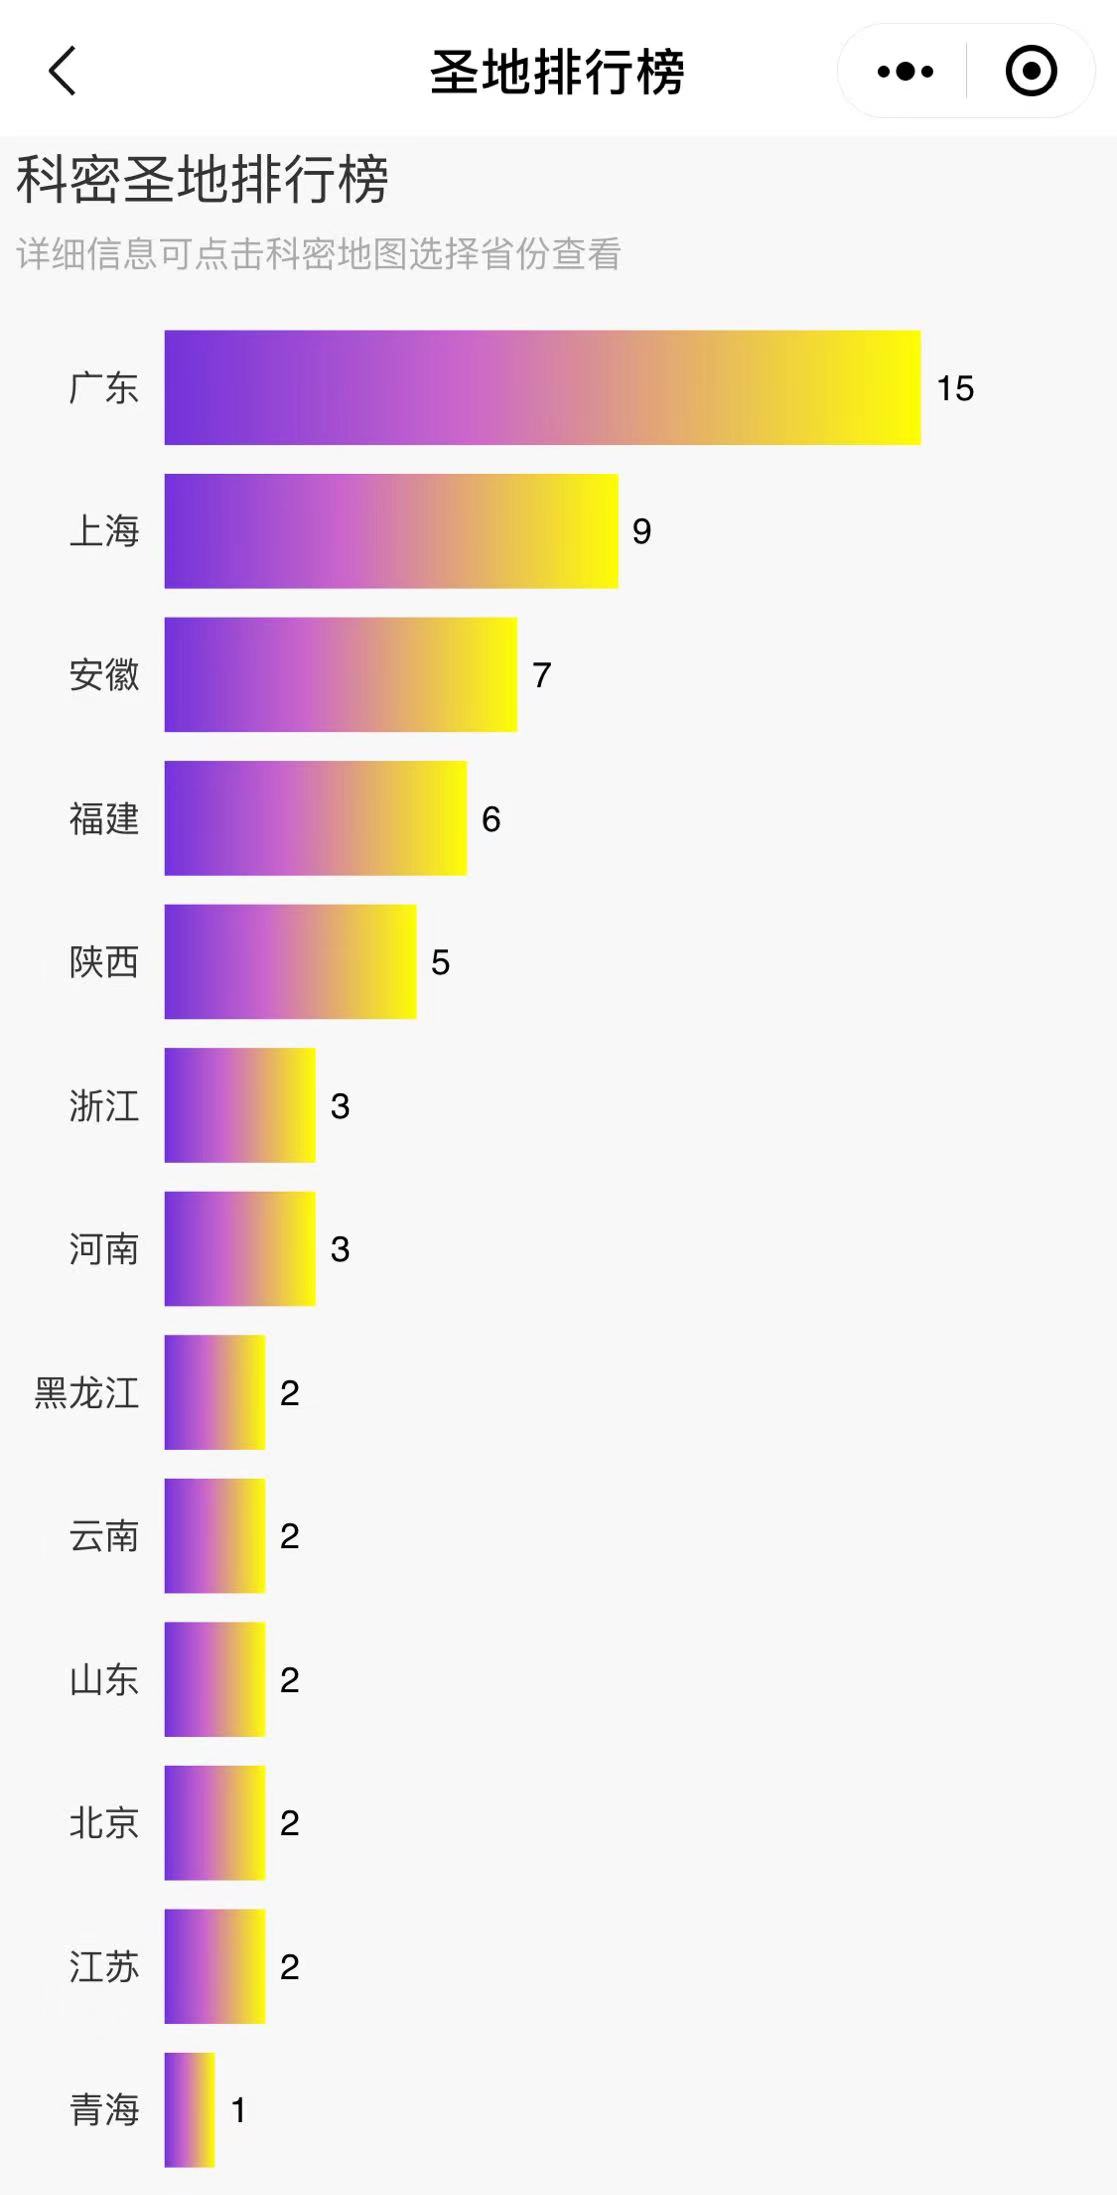 圣地排行榜
科密圣地排行榜
详细信息可点击科密地图选择省份查看
广东 15
上海 9
安徽 7
福建 6
陕西 5
浙江 3
河南 3
黑龙江 2
云南 2
山东 2
北京 2
江苏 2
青海 1